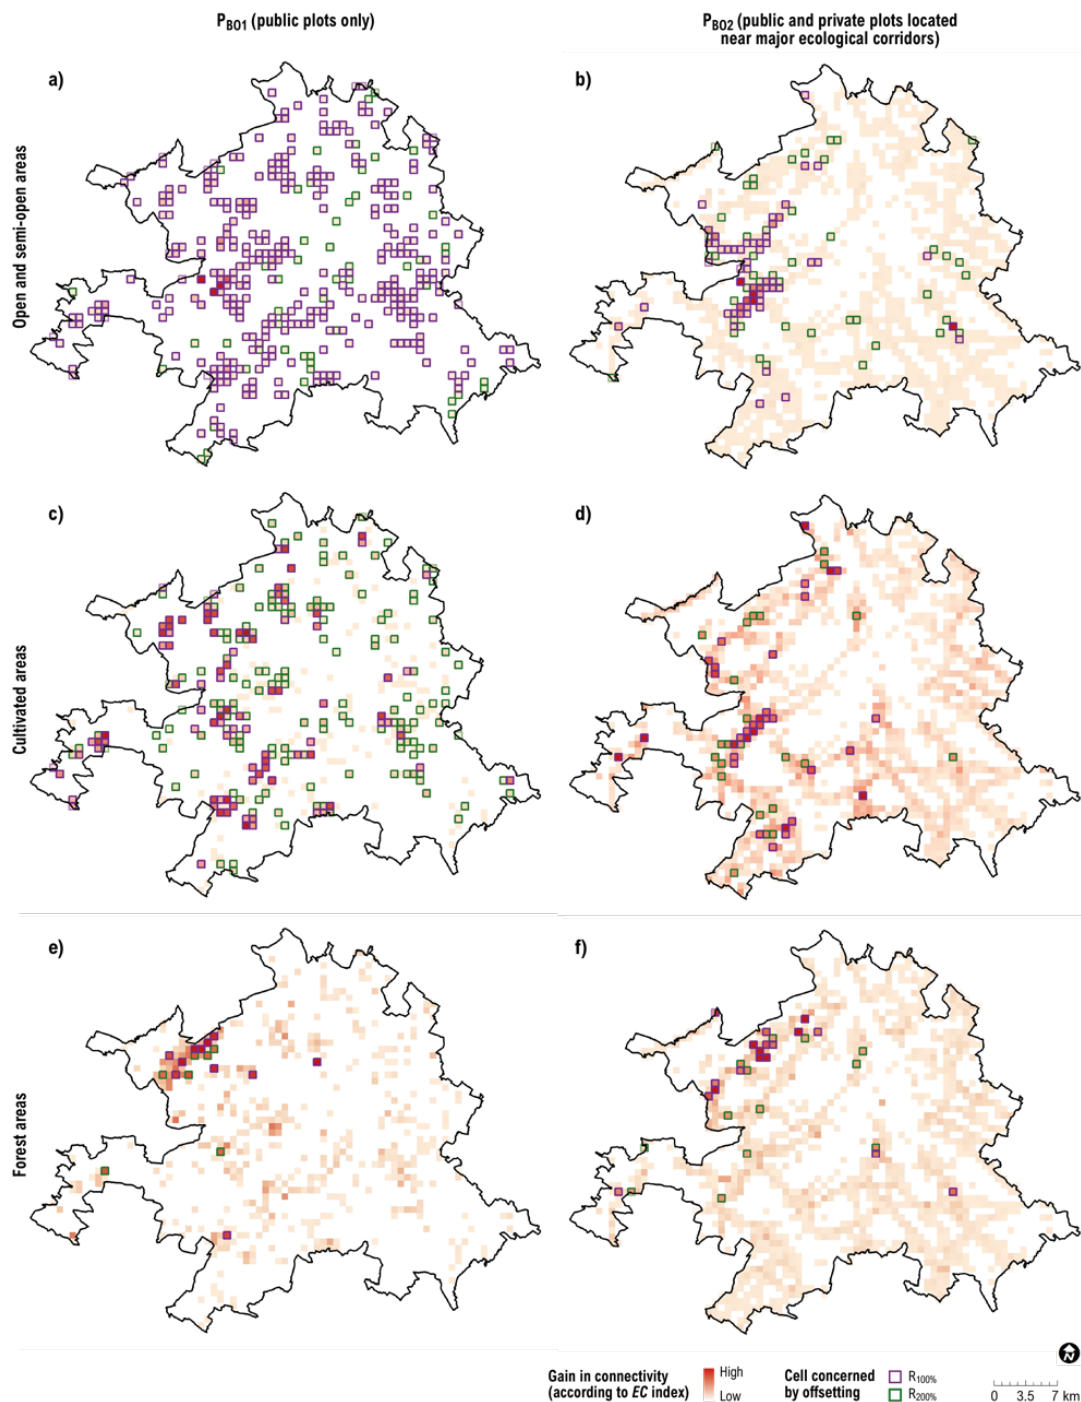 P_BO1 (public plots only)
P_BO2 (public and private plots located
near major ecological corridors)
a)
b)
Open and semi-open areas
c)
d)
Cultivated areas
e)
f)
Forest areas
N
Gain in connectivity
(according to EC index)
High
Low
Cell concerned
by offsetting
R100%
R200%
0 3.5 7 km